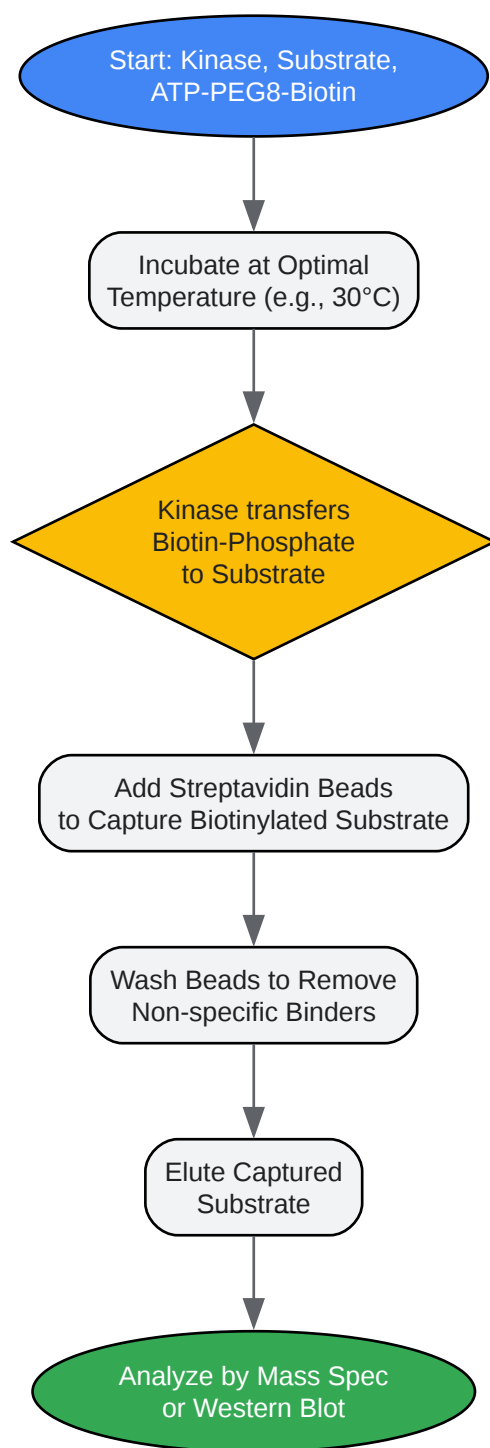 Start: Kinase, Substrate,
ATP-PEG8-Biotin
Incubate at Optimal
Temperature (e.g., 30°C)
Kinase transfers
Biotin-Phosphate
to Substrate
Add Streptavidin Beads
to Capture Biotinylated Substrate
Wash Beads to Remove
Non-specific Binders
Elute Captured
Substrate
Analyze by Mass Spec
or Western Blot